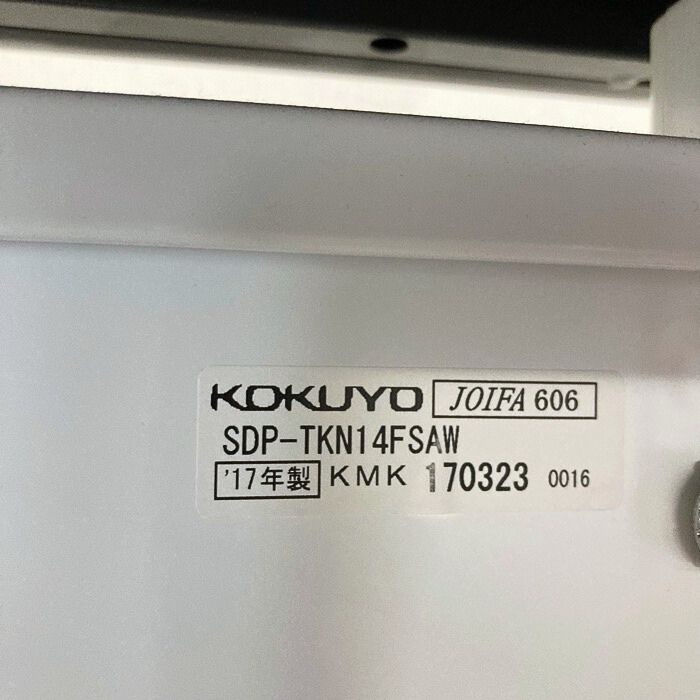 KOKUYO JOIFA 606
SDP-TKN14FSAW
'17年製 KMK 170323 0016